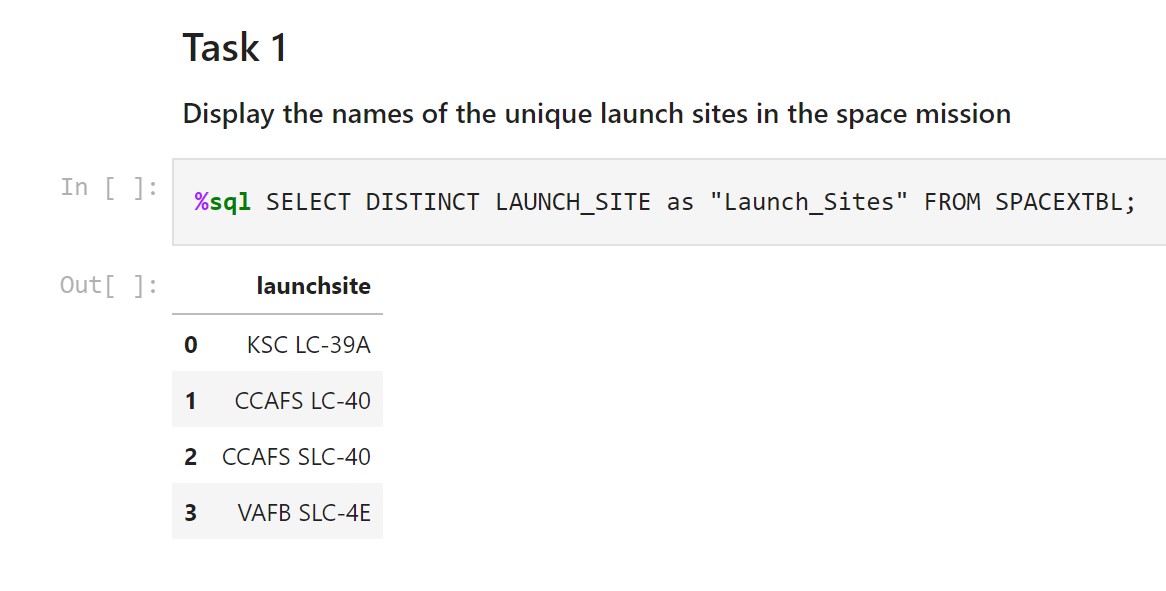 Task 1
Display the names of the unique launch sites in the space mission
In [ ]:
%sql SELECT DISTINCT LAUNCH_SITE as "Launch_Sites" FROM SPACEXTBL;
Out[ ]:
launchsite
0 KSC LC-39A
1 CCAFS LC-40
2 CCAFS SLC-40
3 VAFB SLC-4E